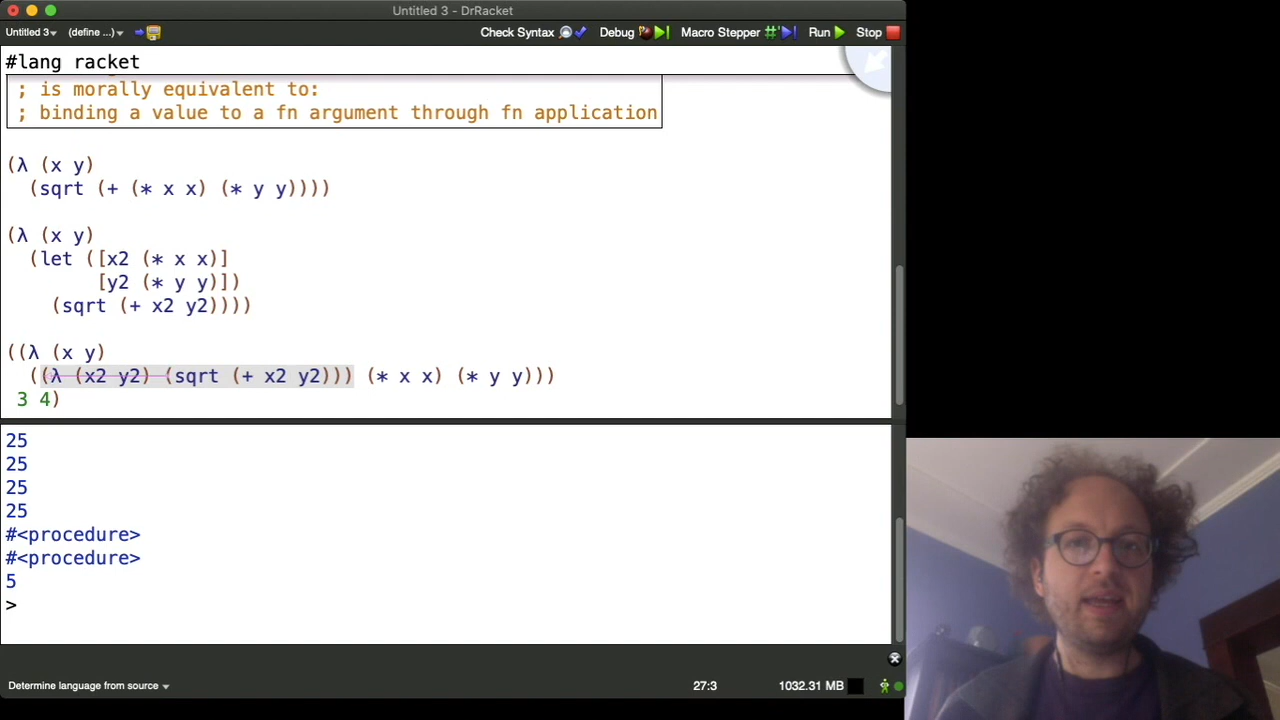 Untitled 3 - DrRacket
Untitled 3 (define ...) Check Syntax Debug Macro Stepper Run Stop
#lang racket
; is morally equivalent to:
; binding a value to a fn argument through fn application
(λ (x y)
(sqrt (+ (* x x) (* y y))))
(λ (x y)
(let ([x2 (* x x)]
[y2 (* y y)])
(sqrt (+ x2 y2))))
((λ (x y)
((λ (x2 y2) (sqrt (+ x2 y2))) (* x x) (* y y)))
3 4)
25
25
25
25
#<procedure>
#<procedure>
5
>
Determine language from source 27:3 1032.31 MB